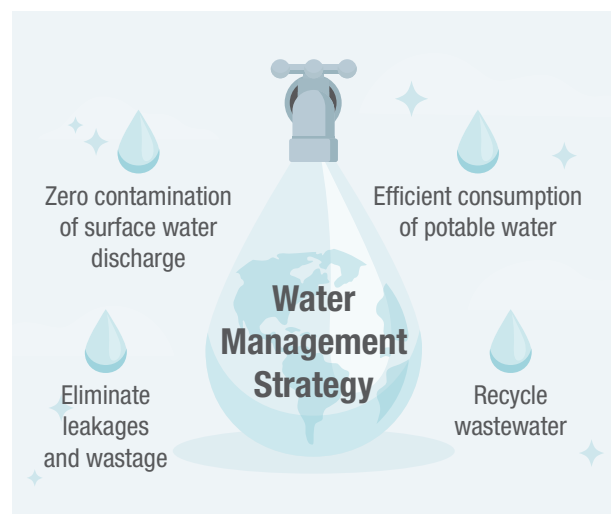 Zero contamination
of surface water
discharge
Efficient consumption
of potable water
Water
Management
Strategy
Eliminate
leakages
and wastage
Recycle
wastewater